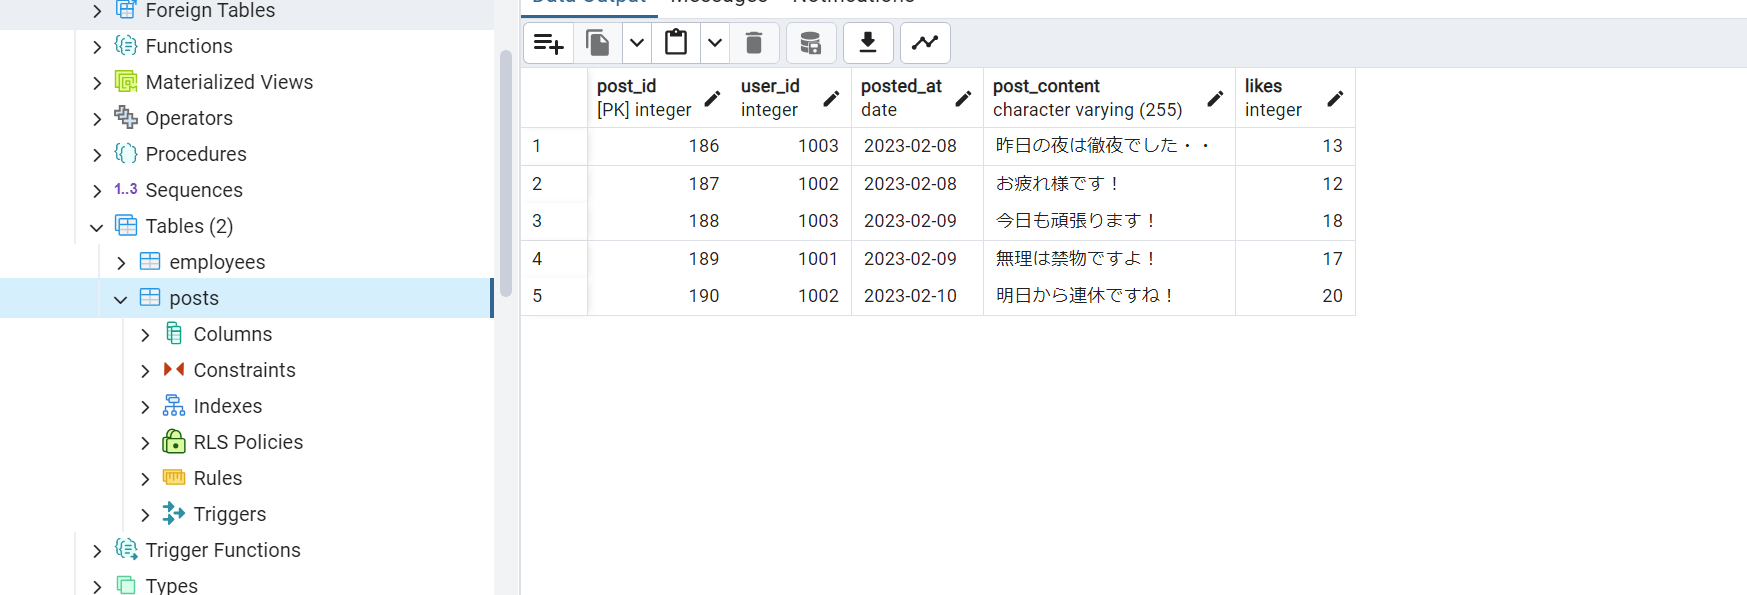 Foreign Tables
Functions
Materialized Views
Operators
Procedures
1..3 Sequences
Tables (2)
employees
posts
Columns
Constraints
Indexes
RLS Policies
Rules
Triggers
Trigger Functions
Types
Data Output Messages Notifications
post_id user_id posted_at post_content likes
[PK] integer integer date character varying (255) integer
1 186 1003 2023-02-08 昨日の夜は徹夜でした・・ 13
2 187 1002 2023-02-08 お疲れ様です！ 12
3 188 1003 2023-02-09 今日も頑張ります！ 18
4 189 1001 2023-02-09 無理は禁物ですよ！ 17
5 190 1002 2023-02-10 明日から連休ですね！ 20